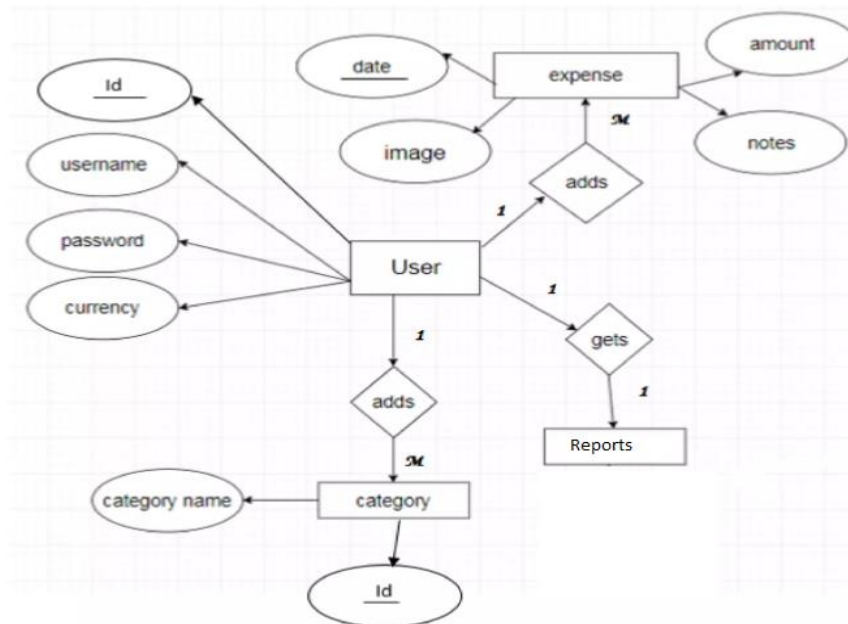 date
expense
amount
Id
username
image
notes
adds
M
1
password
User
currency
1
gets
1
adds
1
M
Reports
category name
category
Id